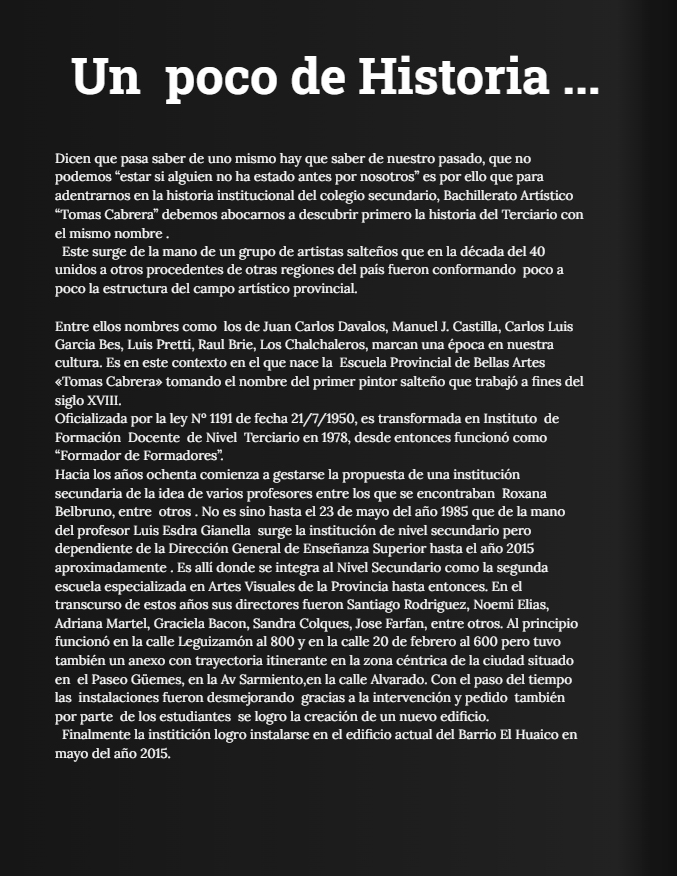 Un poco de Historia ...
Dicen que pasa saber de uno mismo hay que saber de nuestro pasado, que no
podemos “estar si alguien no ha estado antes por nosotros” es por ello que para
adentrarnos en la historia institucional del colegio secundario, Bachillerato Artístico
“Tomas Cabrera” debemos abocarnos a descubrir primero la historia del Terciario con
el mismo nombre .
Este surge de la mano de un grupo de artistas salteños que en la década del 40
unidos a otros procedentes de otras regiones del país fueron conformando poco a
poco la estructura del campo artístico provincial.
Entre ellos nombres como los de Juan Carlos Davalos, Manuel J. Castilla, Carlos Luis
Garcia Bes, Luis Pretti, Raul Brie, Los Chalchaleros, marcan una época en nuestra
cultura. Es en este contexto en el que nace la Escuela Provincial de Bellas Artes
«Tomas Cabrera» tomando el nombre del primer pintor salteño que trabajó a fines del
siglo XVIII.
Oficializada por la ley Nº 1191 de fecha 21/7/1950, es transformada en Instituto de
Formación Docente de Nivel Terciario en 1978, desde entonces funcionó como
“Formador de Formadores”.
Hacia los años ochenta comienza a gestarse la propuesta de una institución
secundaria de la idea de varios profesores entre los que se encontraban Roxana
Belbruno, entre otros . No es sino hasta el 23 de mayo del año 1985 que de la mano
del profesor Luis Esdra Gianella surge la institución de nivel secundario pero
dependiente de la Dirección General de Enseñanza Superior hasta el año 2015
aproximadamente . Es allí donde se integra al Nivel Secundario como la segunda
escuela especializada en Artes Visuales de la Provincia hasta entonces. En el
transcurso de estos años sus directores fueron Santiago Rodriguez, Noemi Elias,
Adriana Martel, Graciela Bacon, Sandra Colques, Jose Farfan, entre otros. Al principio
funcionó en la calle Leguizamón al 800 y en la calle 20 de febrero al 600 pero tuvo
también un anexo con trayectoria itinerante en la zona céntrica de la ciudad situado
en el Paseo Güemes, en la Av Sarmiento,en la calle Alvarado. Con el paso del tiempo
las instalaciones fueron desmejorando gracias a la intervención y pedido también
por parte de los estudiantes se logro la creación de un nuevo edificio.
Finalmente la institición logro instalarse en el edificio actual del Barrio El Huaico en
mayo del año 2015.